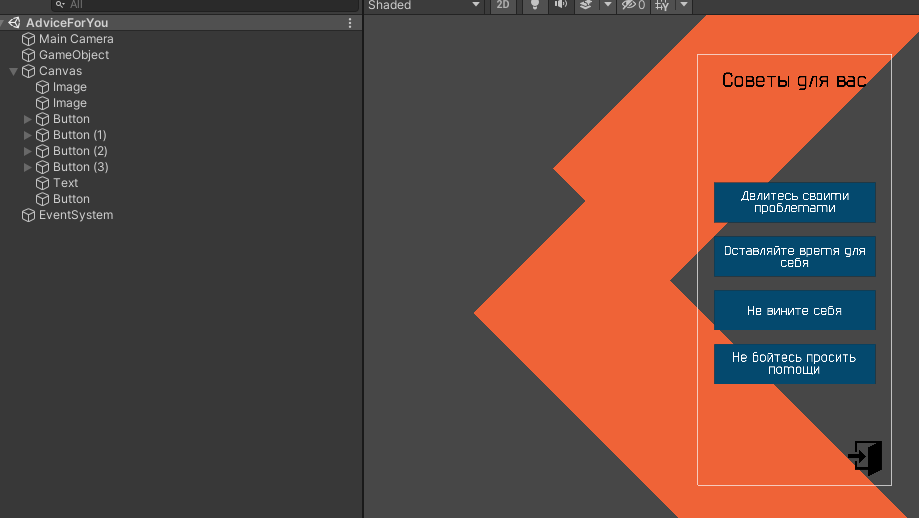 All
Shaded
2D
0
AdviceForYou
Main Camera
GameObject
Canvas
Image
Image
Button
Button (1)
Button (2)
Button (3)
Text
Button
EventSystem
Советы для вас
Делитесь своими
проблемами
Оставляйте время для
себя
Не вините себя
Не бойтесь просить
помощи